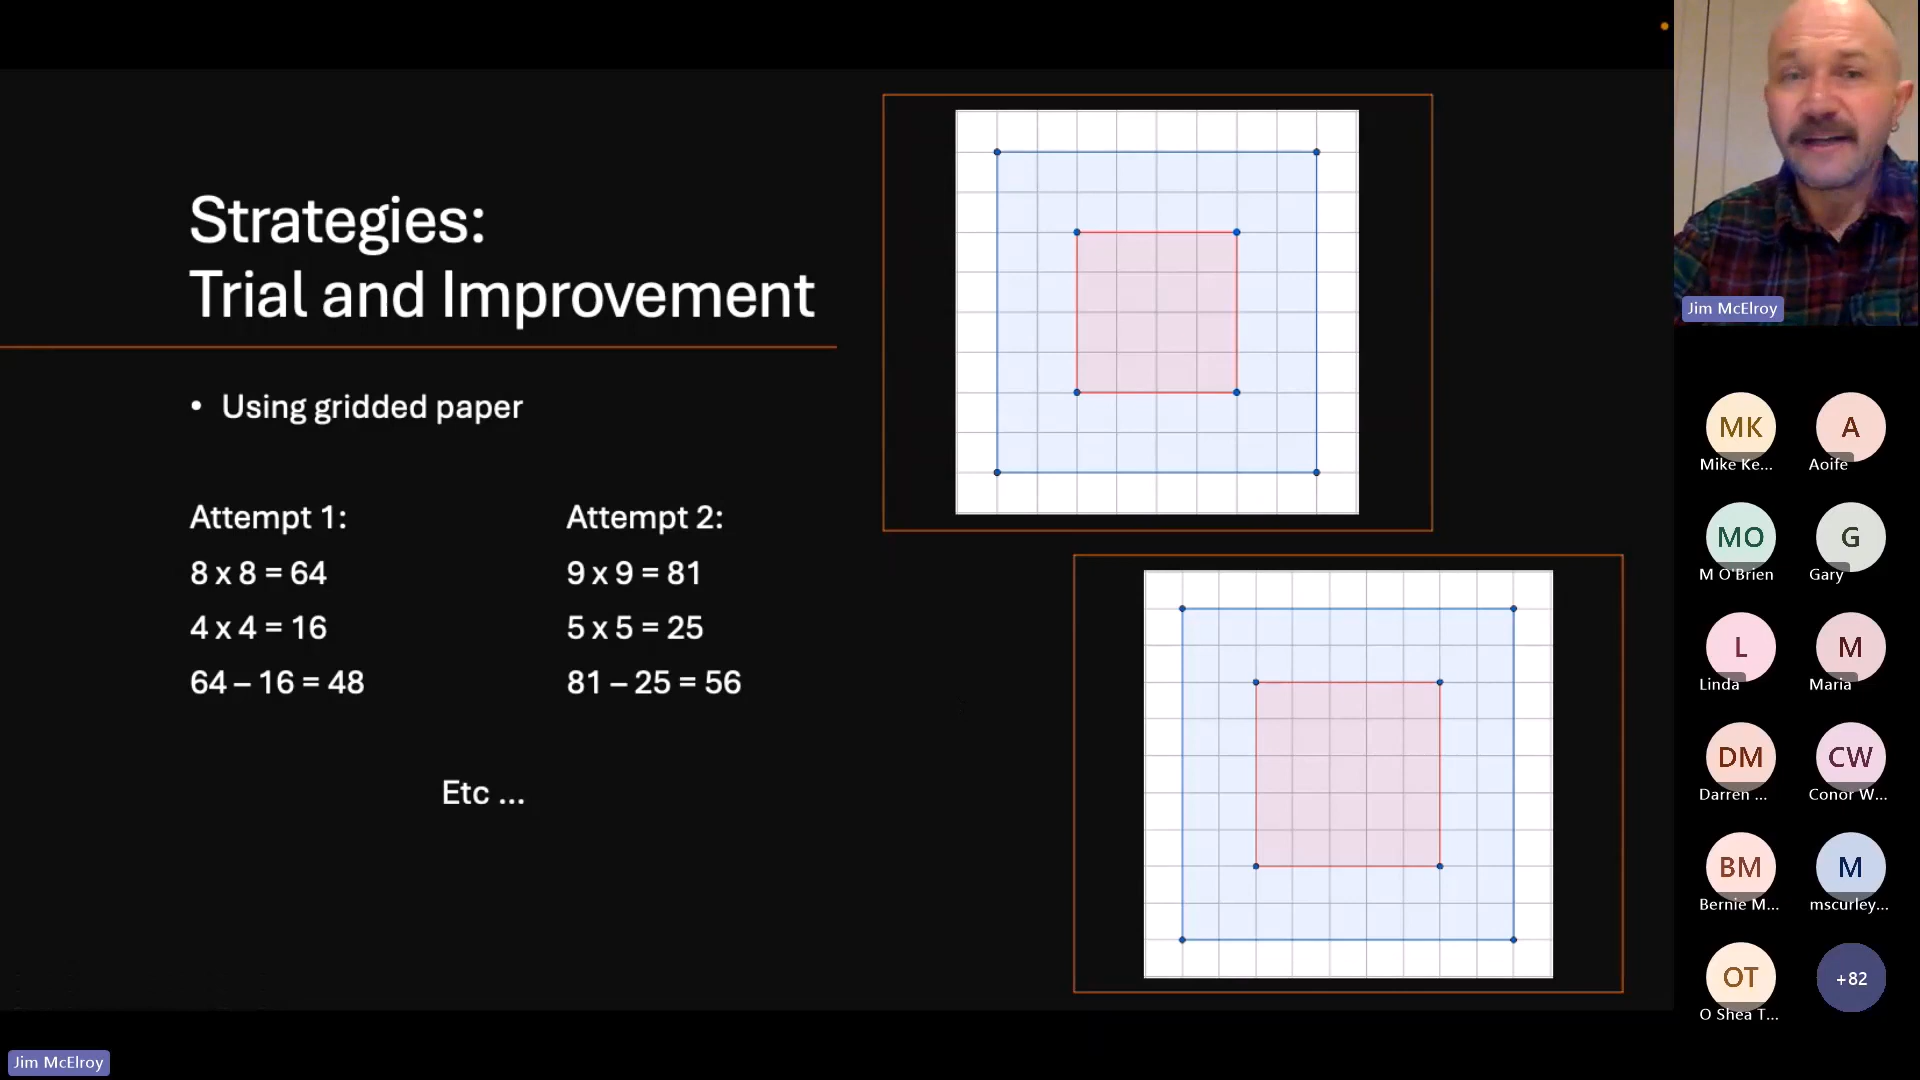 Strategies:
Trial and Improvement
• Using gridded paper
Attempt 1:
8 x 8 = 64
4 x 4 = 16
64 – 16 = 48
Attempt 2:
9 x 9 = 81
5 x 5 = 25
81 – 25 = 56
Etc ...
Jim McElroy
MK
Mike Ke...
A
Aoife
MO
M O'Brien
G
Gary
L
Linda
M
Maria
DM
Darren ...
CW
Conor W...
BM
Bernie M...
M
mscurley...
OT
O Shea T...
+82
Jim McElroy